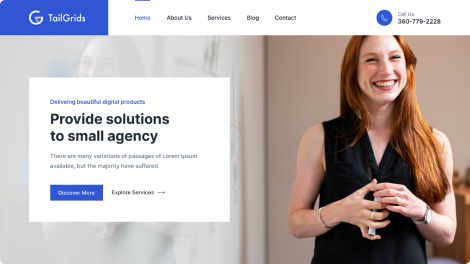 TailGrids
Home About Us Services Blog Contact
Call Us
360-779-2228
Deliveing beautiful digital products
Provide solutions
to small agency
There are many variations of passages of Lorem Ipsum
available, but the majority have suffered.
Discover More Explore Services →